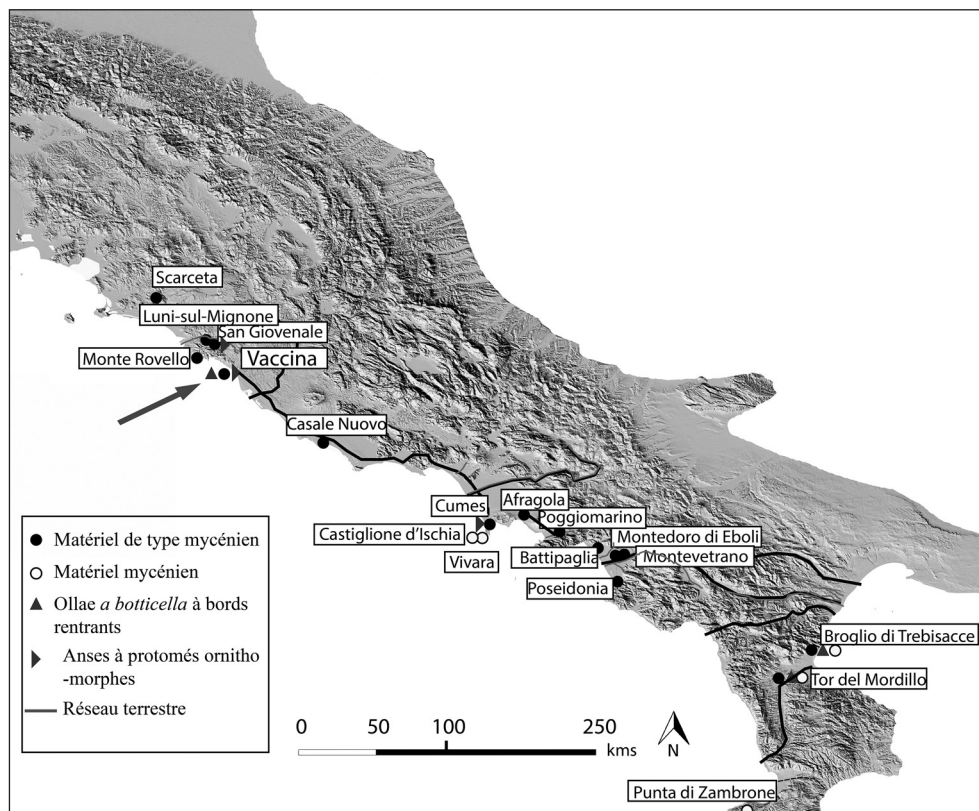 Scarceta
Luni-sul-Mignone
San Giovenale
Monte Rovello
Vaccina
Casale Nuovo
Cumes
Afragola
Castiglione d'Ischia
Poggiomarino
Vivara
Battipaglia
Montedoro di Eboli
Montevetrano
Poseidonia
Broglio di Trebisacce
Tor del Mordillo
Punta di Zambrone
Matériel de type mycénien
Matériel mycénien
Ollae a botticella à bords
rentrants
Anses à protomés ornitho
-morphes
Réseau terrestre
0 50 100 250
kms
N